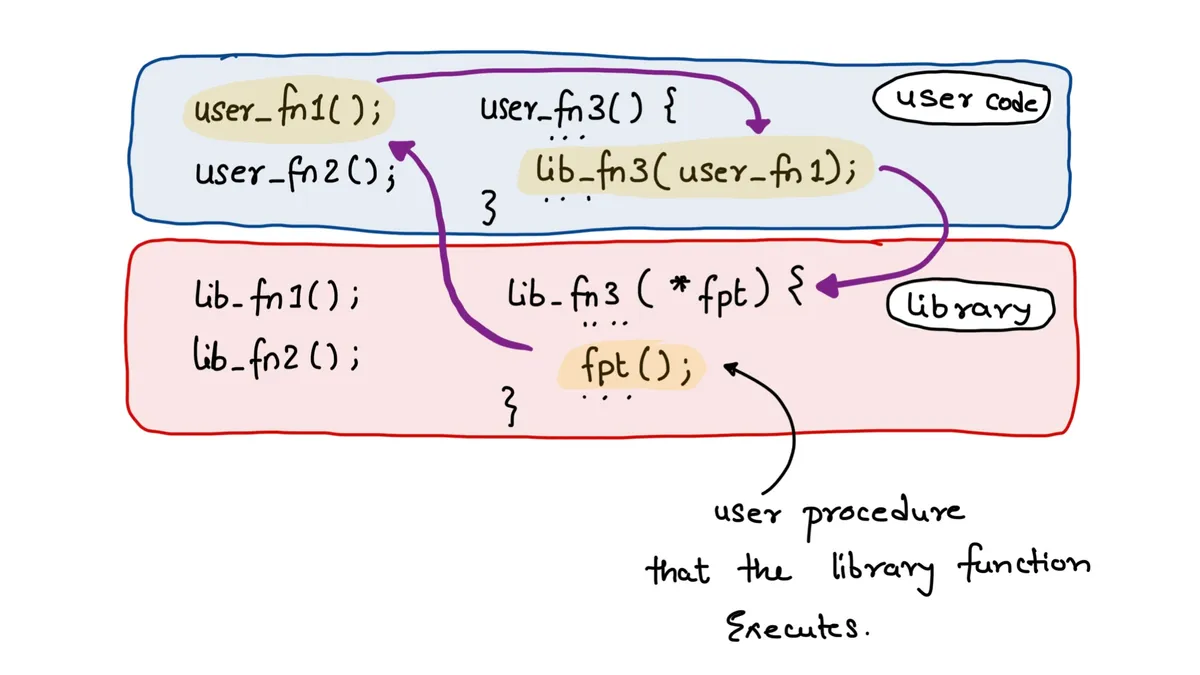 user_fn1();
user_fn2();
user_fn3() {
...
lib_fn3(user_fn1);
...
}
user code
lib_fn1();
lib_fn2();
lib_fn3 (*fpt) {
....
fpt();
...
}
library
user procedure
that the library function
Executes.